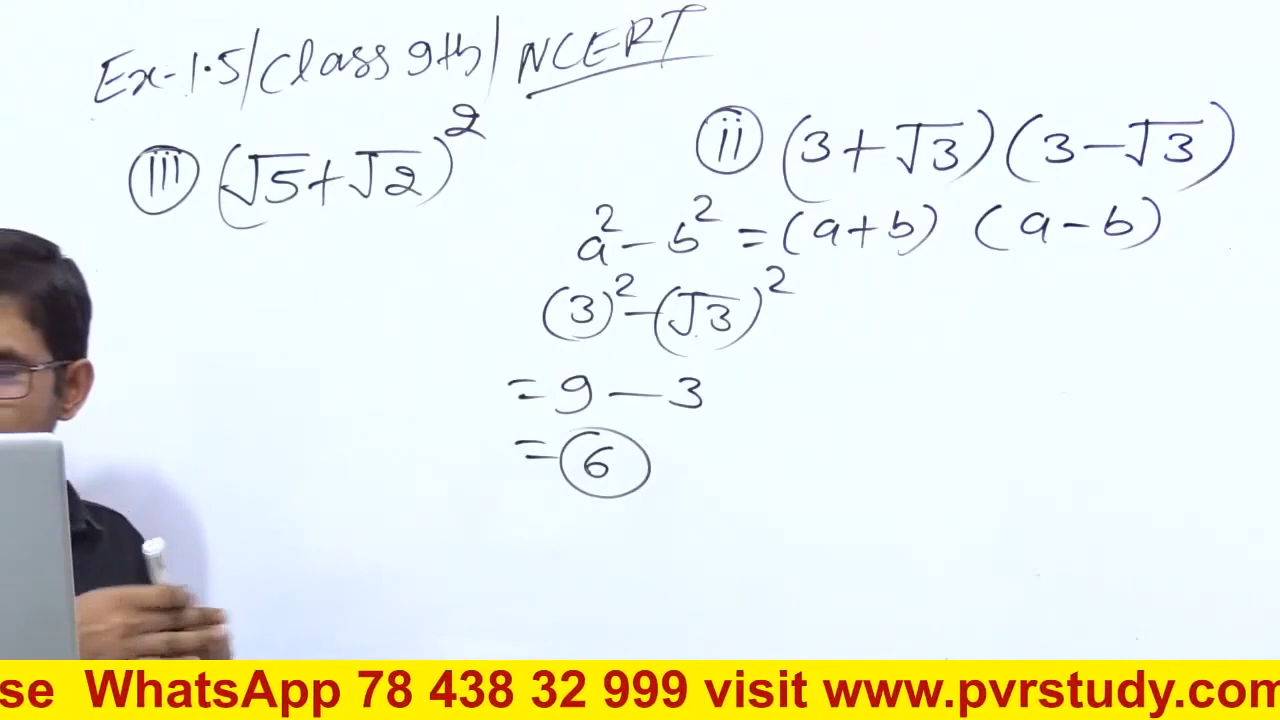 Ex-1.5/Class 9th/NCERT
(iii) (√5+√2)²
(ii) (3+√3)(3-√3)
a²-b²=(a+b) (a-b)
(3)²-(√3)²
=9-3
=6
se WhatsApp 78 438 32 999 visit www.pvrstudy.com